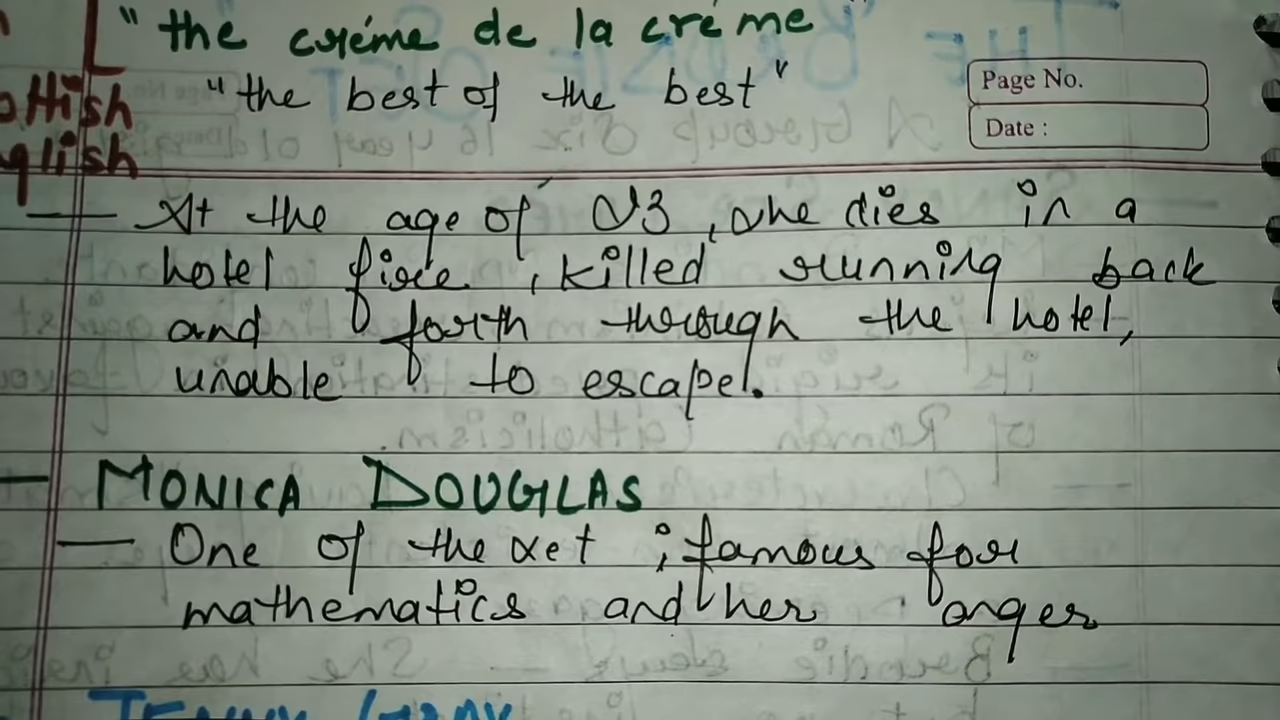 "the créme de la créme"
"the best of the best"
Page No.
Date :
— At the age of 23, she dies in a
hotel fire, killed running back
and forth through the hotel,
unable to escape.
— MONICA DOUGLAS
— One of the set ; famous for
mathematics and her anger